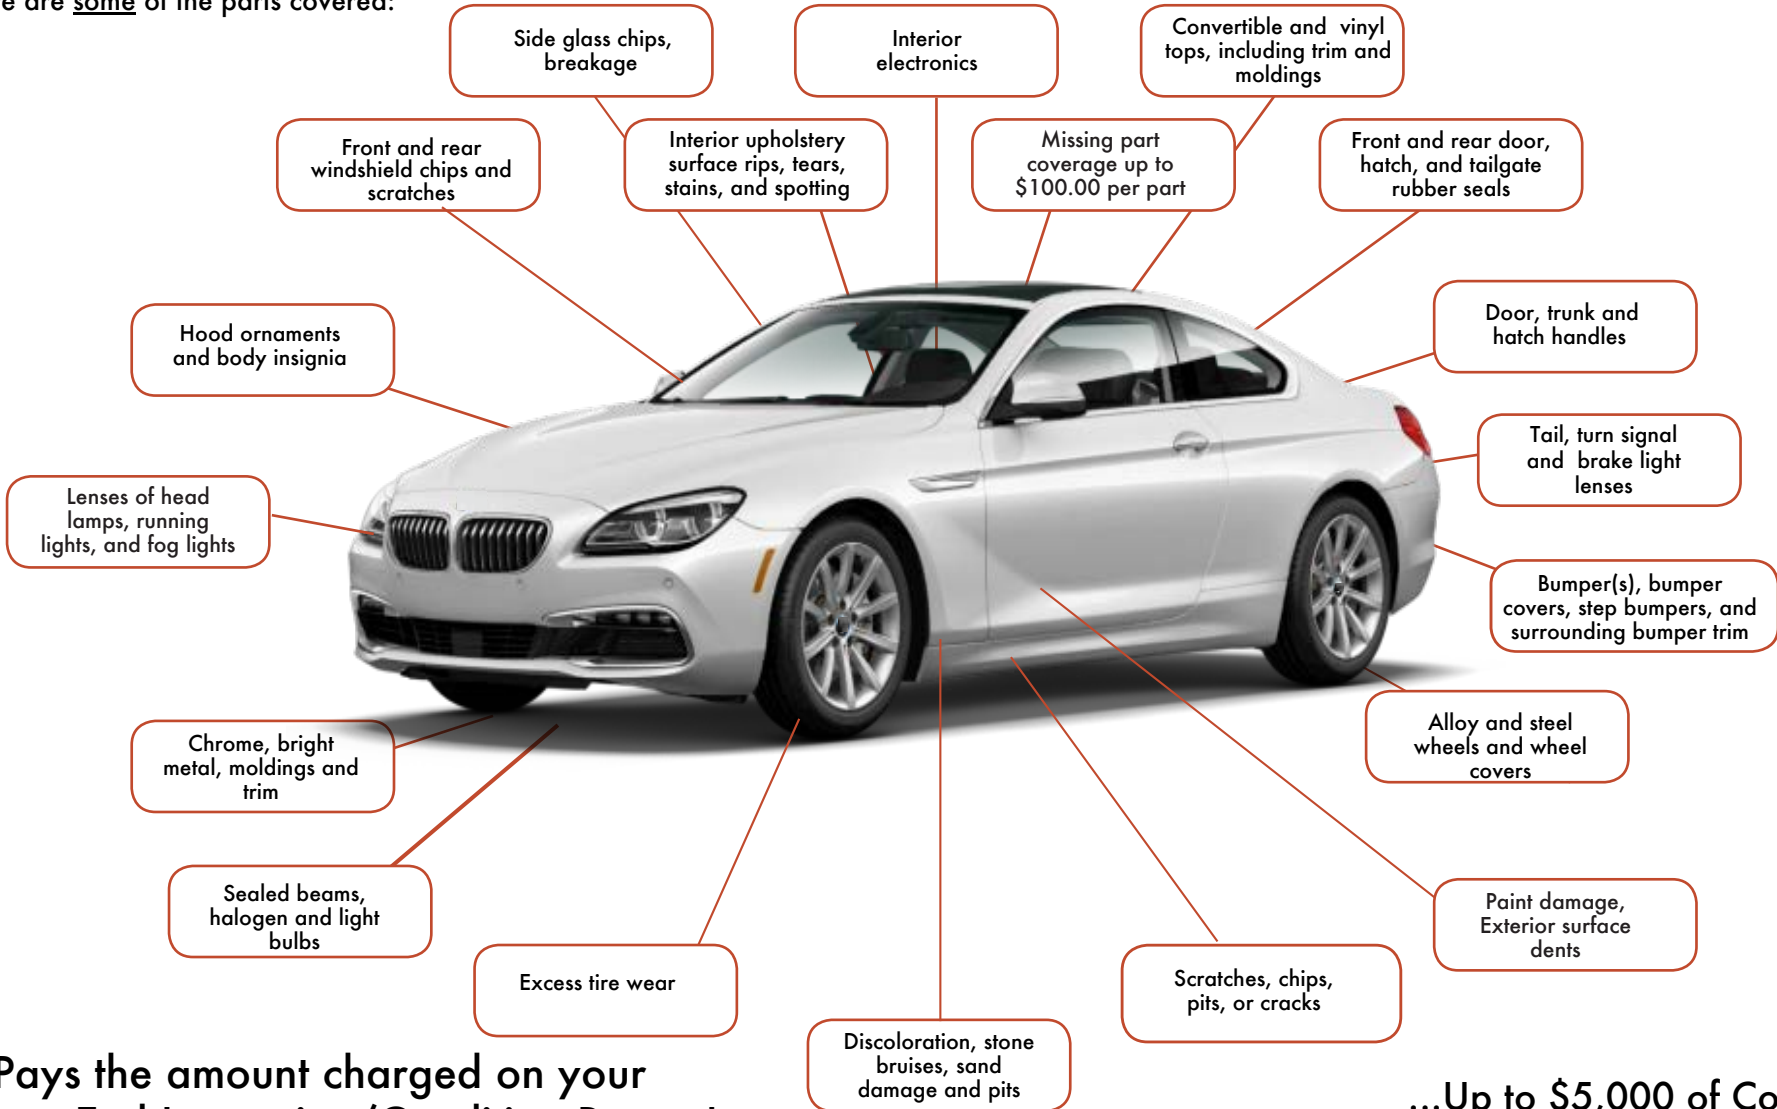 are some of the parts covered:
Side glass chips,
breakage
Interior
electronics
Convertible and vinyl
tops, including trim and
moldings
Front and rear
windshield chips and
scratches
Interior upholstery
surface rips, tears,
stains, and spotting
Missing part
coverage up to
$100.00 per part
Front and rear door,
hatch, and tailgate
rubber seals
Hood ornaments
and body insignia
Door, trunk and
hatch handles
Tail, turn signal
and brake light
lenses
Lenses of head
lamps, running
lights, and fog lights
Bumper(s), bumper
covers, step bumpers, and
surrounding bumper trim
Chrome, bright
metal, moldings and
trim
Alloy and steel
wheels and wheel
covers
Sealed beams,
halogen and light
bulbs
Paint damage,
Exterior surface
dents
Excess tire wear
Scratches, chips,
pits, or cracks
Discoloration, stone
bruises, sand
damage and pits
Pays the amount charged on your
...Up to $5,000 of Co